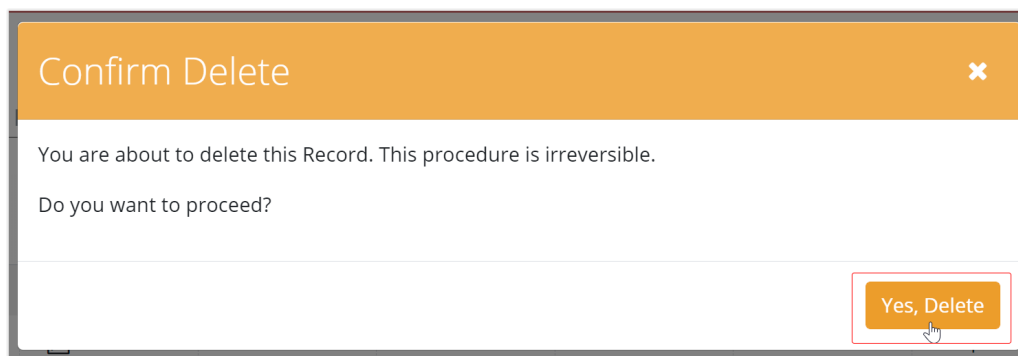 Confirm Delete
You are about to delete this Record. This procedure is irreversible.
Do you want to proceed?
Yes, Delete